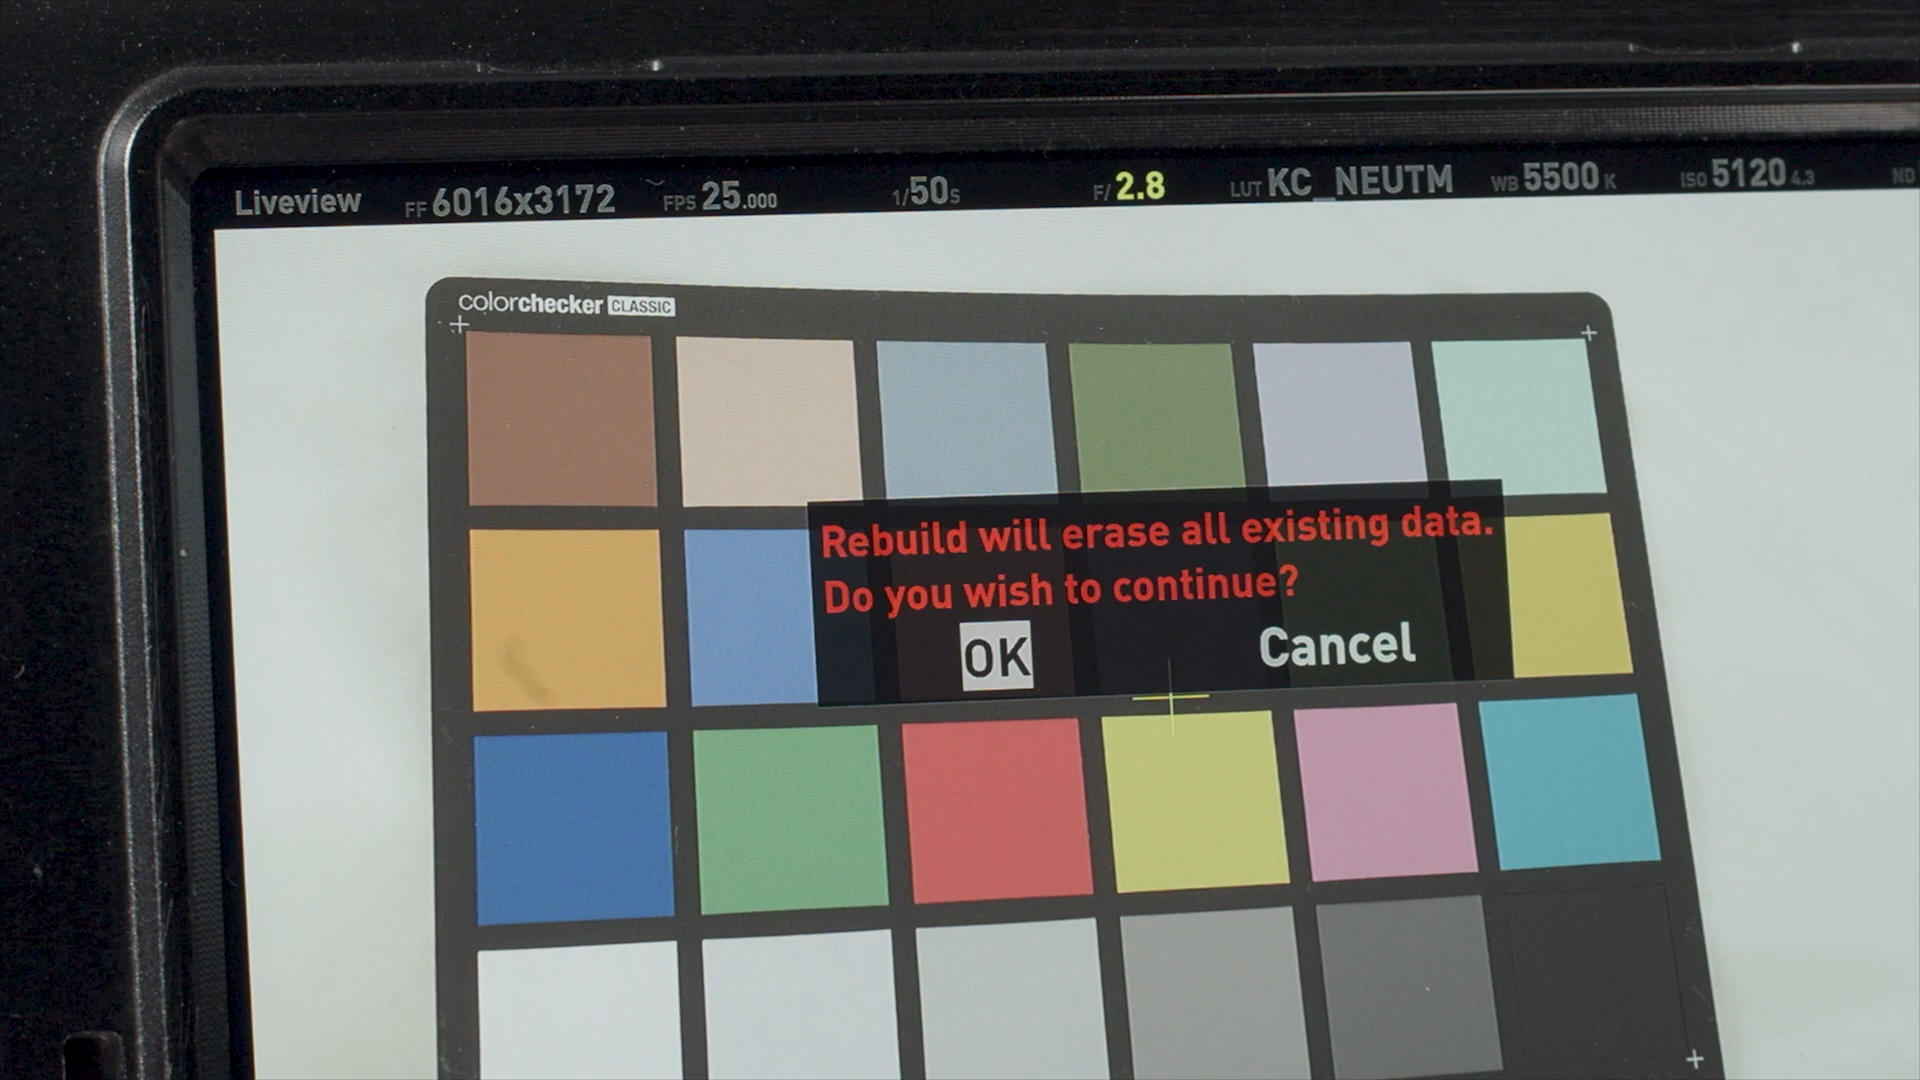 Liveview FF 6016x3172 FPS 25.000 1/50s F/2.8 LUT KC_NEUTM WB 5500 K ISO 5120 4.3 ND
colorchecker CLASSIC
Rebuild will erase all existing data.
Do you wish to continue?
OK Cancel